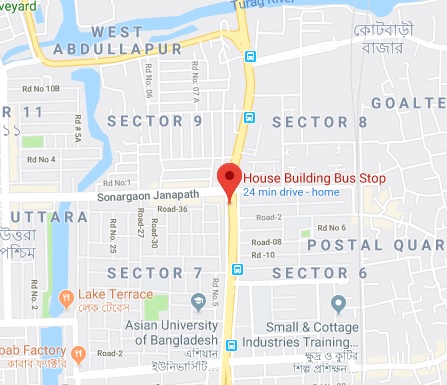 veyard
Turag River
WEST
ABDULLAPUR
কোটবাড়ী
বাজার
Rd No 10B
Rd No: 06
Rd No: 07 A
R 11
১১
Rd # 5A
SECTOR 9
SECTOR 8
GOALTE
Rd No 4
Rd No:1
House Building Bus Stop
24 min drive - home
Sonargaon Janapath
UTTARA
উত্তরা
পশ্চিম
Rd No. 25
Road-27
Road-30
Road-36
Road-2
Rd No 6
Road-08
Rd -10
POSTAL QUAR
SECTOR 7
SECTOR 6
Rd No. 2
Rd No.5
Lake Terrace
লেক টেরেস
Asian University
of Bangladesh
এশিয়ান
ইউনিভার্সিটি...
Small & Cottage
Industries Training...
ক্ষুদ্র ও কুটির
শিল্প প্রশিক্ষণ...
bab Factory
কাবাব ফ্যাক্টরি
Road-2